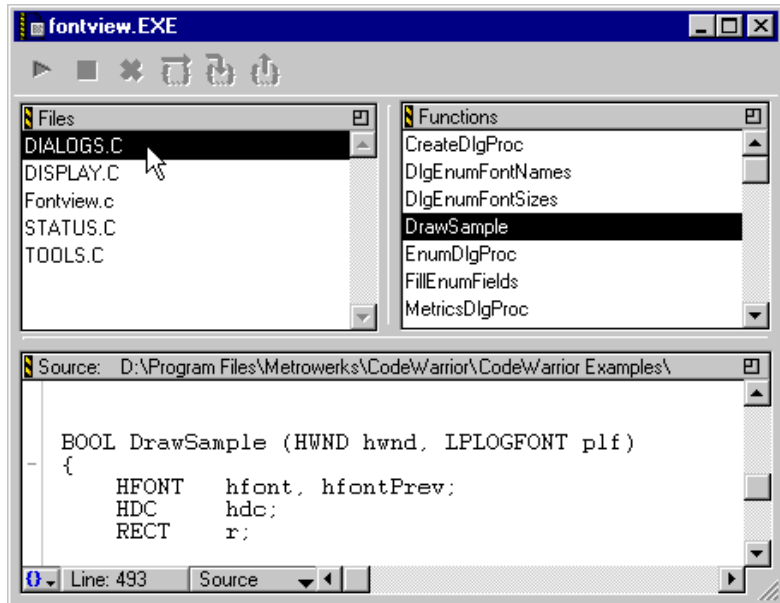 fontview.EXE
Files
DIALOGS.C
DISPLAY.C
Fontview.c
STATUS.C
TOOLS.C
Functions
CreateDlgProc
DlgEnumFontNames
DlgEnumFontSizes
DrawSample
EnumDlgProc
FillEnumFields
MetricsDlgProc
Source: D:\Program Files\Metrowerks\CodeWarrior\CodeWarrior Examples\
BOOL DrawSample (HWND hwnd, LPLOGFONT plf)
{
HFONT hfont, hfontPrev;
HDC hdc;
RECT r;
{} Line: 493 Source